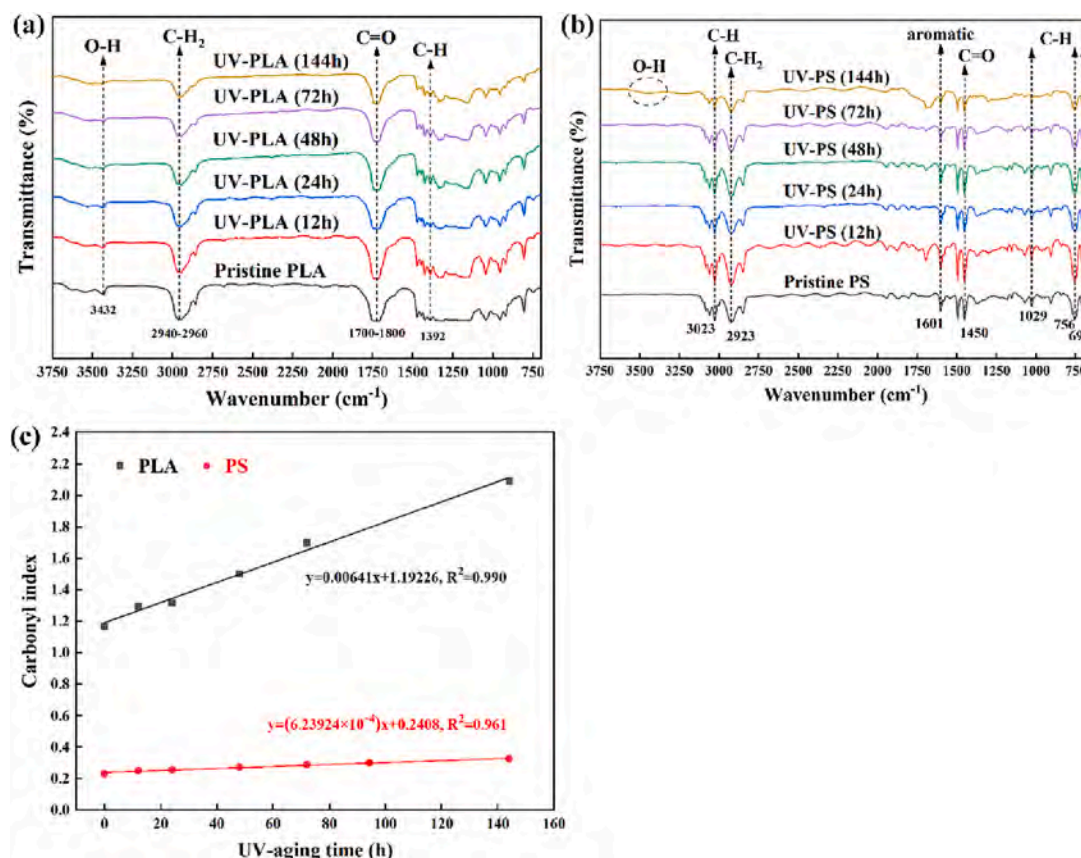 (a)
O-H
C-H₂
C=O
C-H
UV-PLA (144h)
UV-PLA (72h)
UV-PLA (48h)
UV-PLA (24h)
UV-PLA (12h)
Pristine PLA
3432
2940-2960
1700-1800
1392
Transmittance (%)
3750 3500 3250 3000 2750 2500 2250 2000 1750 1500 1250 1000 750
Wavenumber (cm⁻¹)
(b)
C-H
aromatic
C-H
O-H
C-H₂
C=O
UV-PS (144h)
UV-PS (72h)
UV-PS (48h)
UV-PS (24h)
UV-PS (12h)
Pristine PS
3023
2923
1601
1450
1029
756
69
Transmittance (%)
3750 3500 3250 3000 2750 2500 2250 2000 1750 1500 1250 1000 750
Wavenumber (cm⁻¹)
(c)
PLA
PS
2.4
2.2
2.0
1.8
1.6
1.4
1.2
1.0
0.8
0.6
0.4
0.2
0.0
Carbonyl index
y=0.00641x+1.19226, R²=0.990
y=(6.23924×10⁻⁴)x+0.2408, R²=0.961
0 20 40 60 80 100 120 140 160
UV-aging time (h)